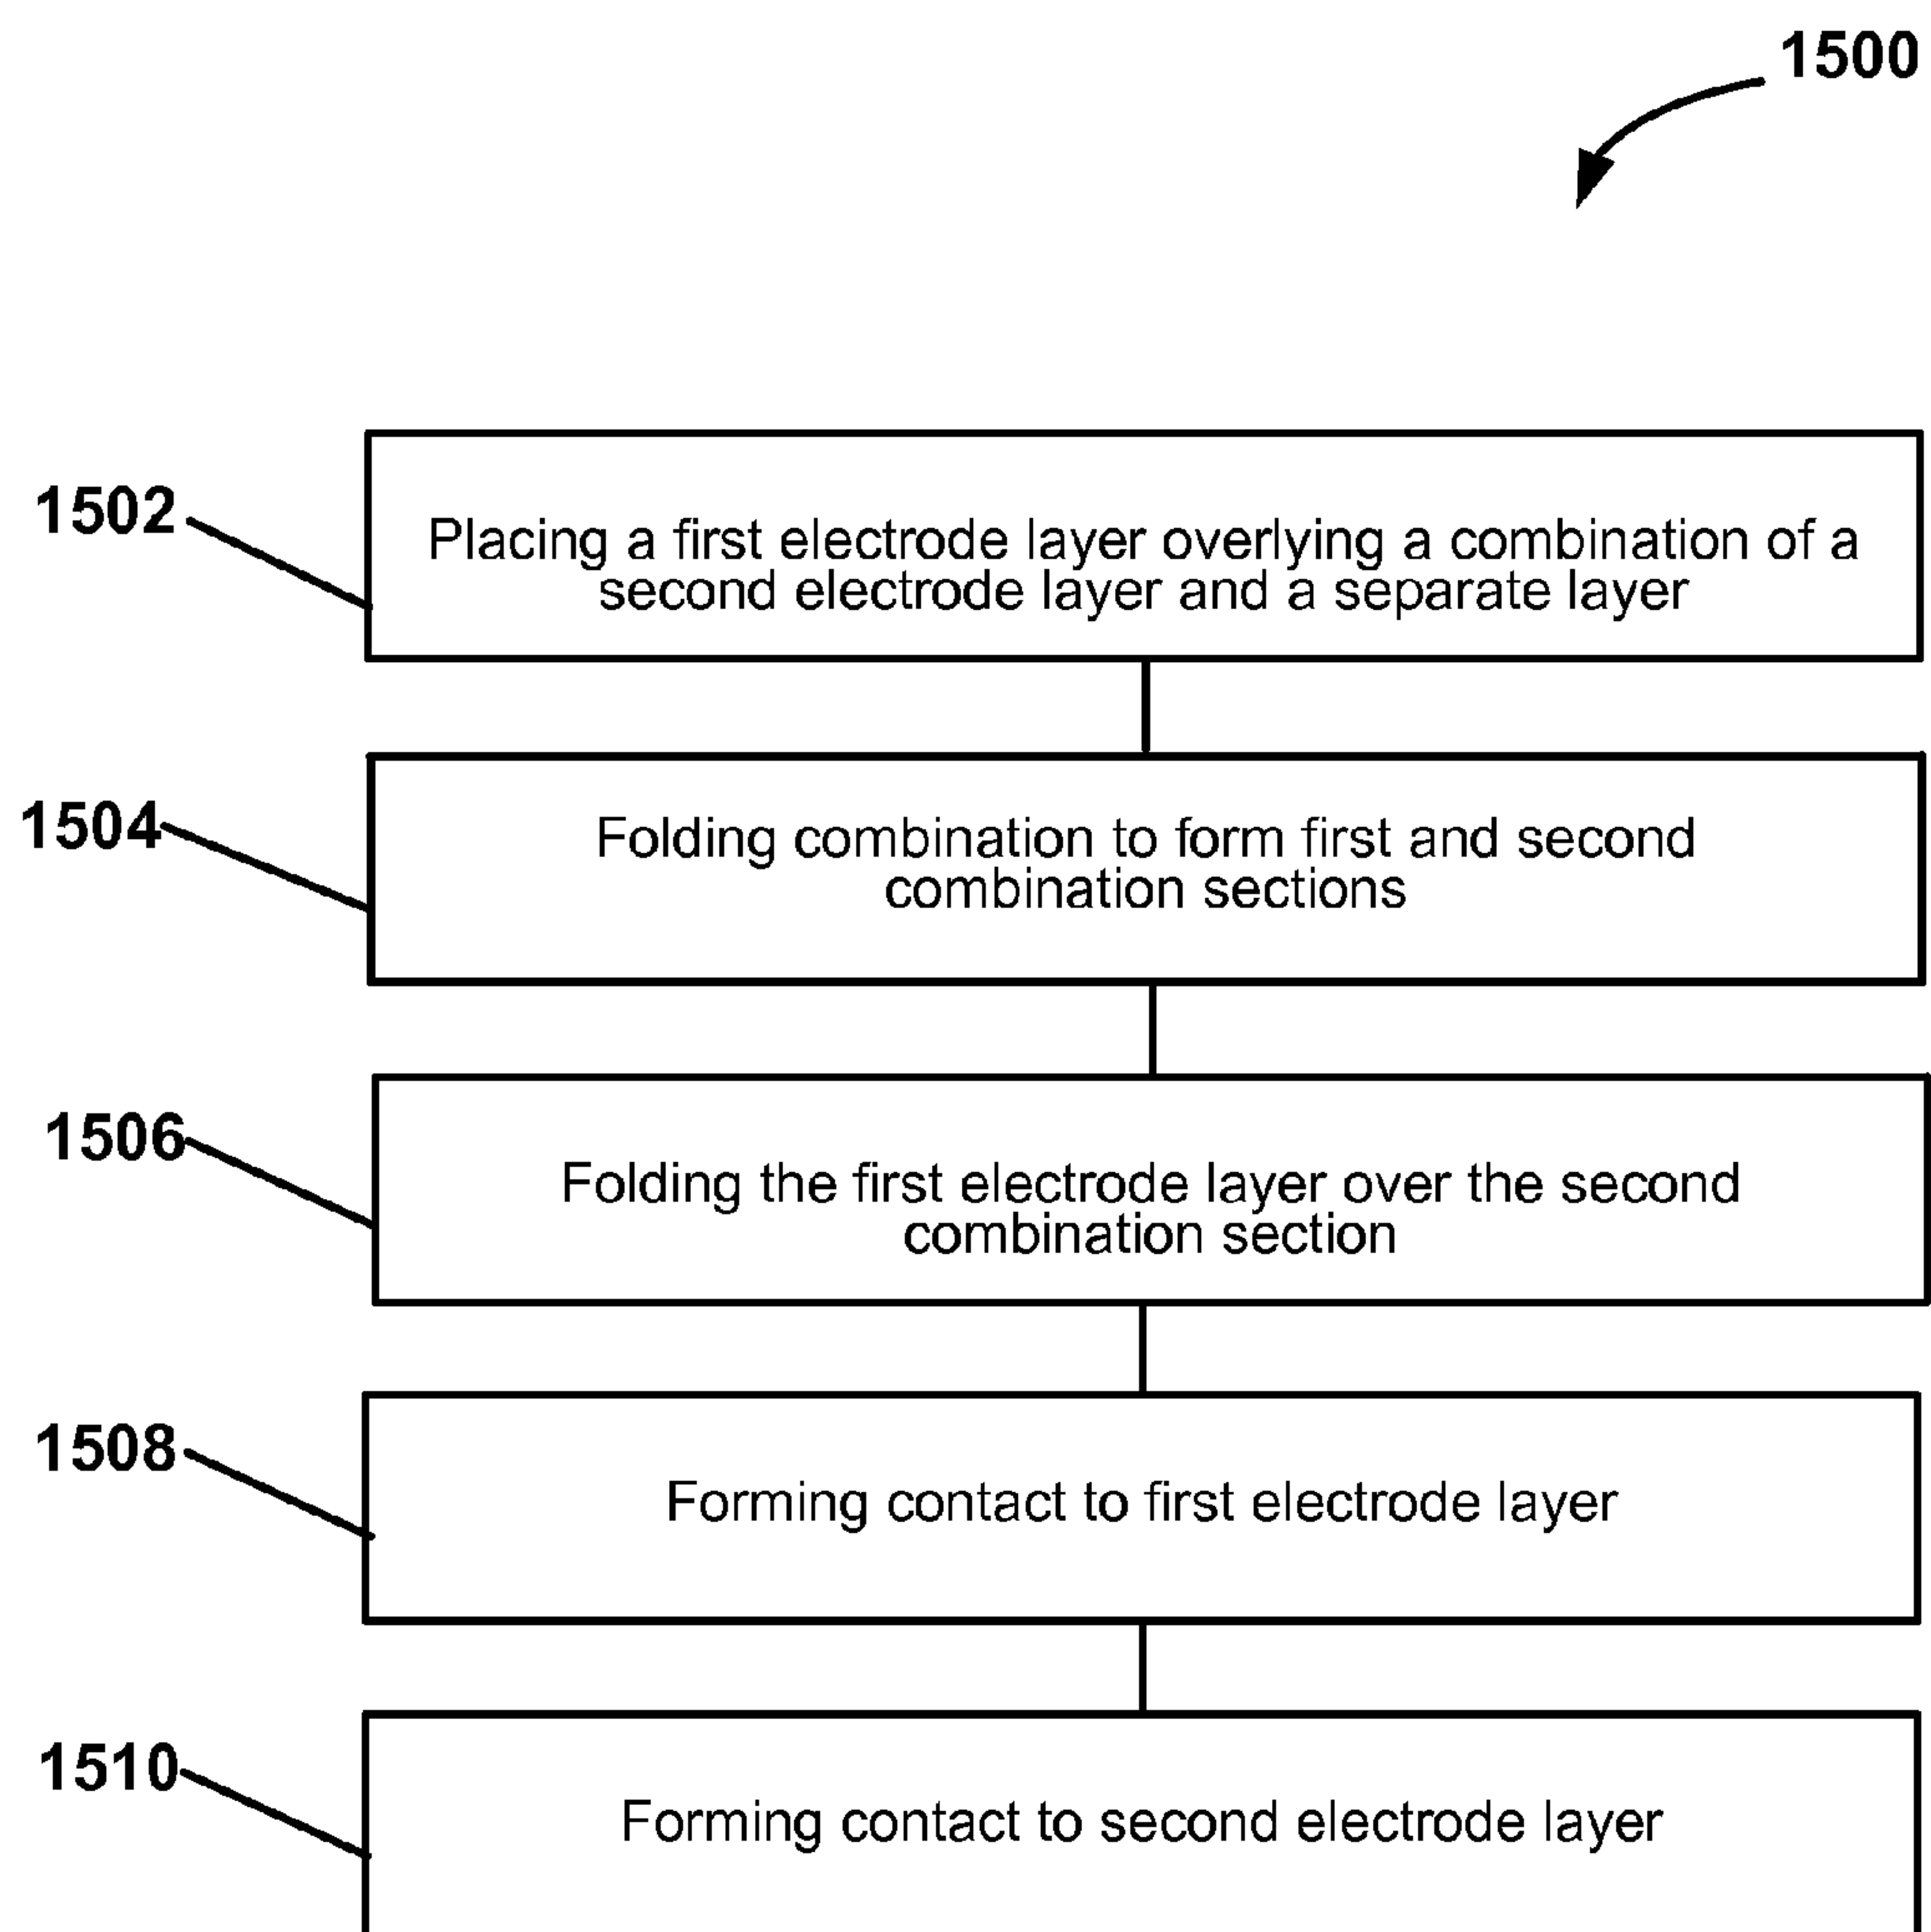 1500
1502
Placing a first electrode layer overlying a combination of a
second electrode layer and a separate layer
1504
Folding combination to form first and second
combination sections
1506
Folding the first electrode layer over the second
combination section
1508
Forming contact to first electrode layer
1510
Forming contact to second electrode layer